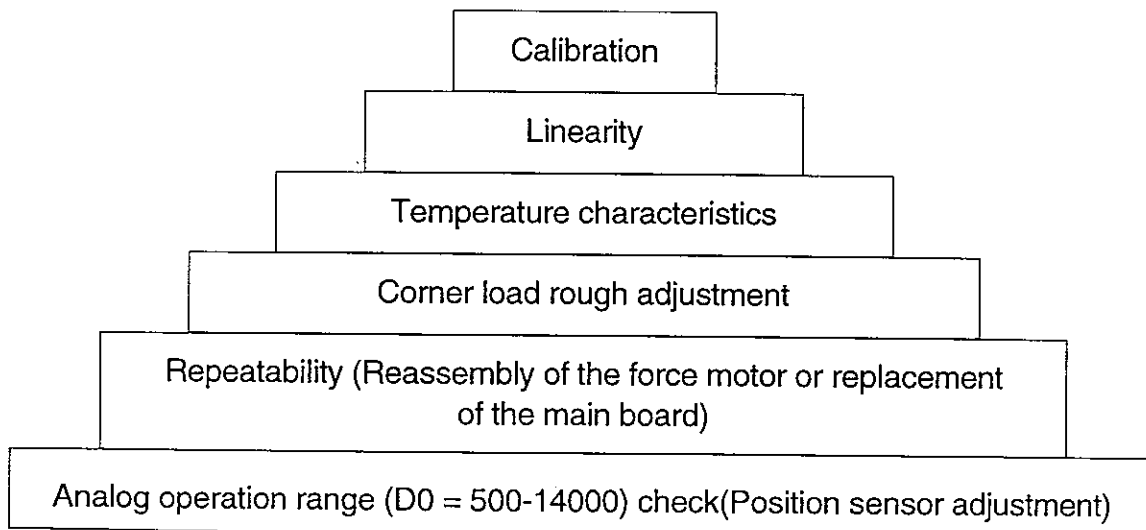 Calibration
Linearity
Temperature characteristics
Corner load rough adjustment
Repeatability (Reassembly of the force motor or replacement
of the main board)
Analog operation range (D0 = 500-14000) check(Position sensor adjustment)